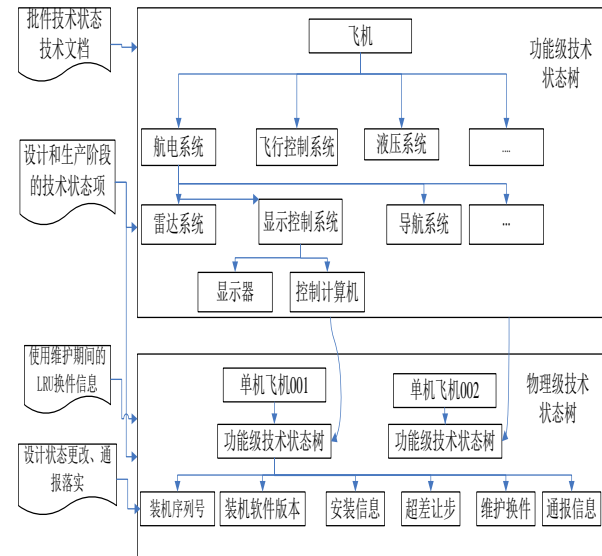 批件技术状态
技术文档
飞机
功能级技术
状态树
设计和生产阶段
的技术状态项
航电系统
飞行控制系统
液压系统
....
雷达系统
显示控制系统
导航系统
...
显示器
控制计算机
使用维护期间的
LRU换件信息
单机飞机001
单机飞机002
物理级技术
状态树
设计状态更改、通
报落实
功能级技术状态树
功能级技术状态树
装机序列号
装机软件版本
安装信息
超差让步
维护换件
通报信息